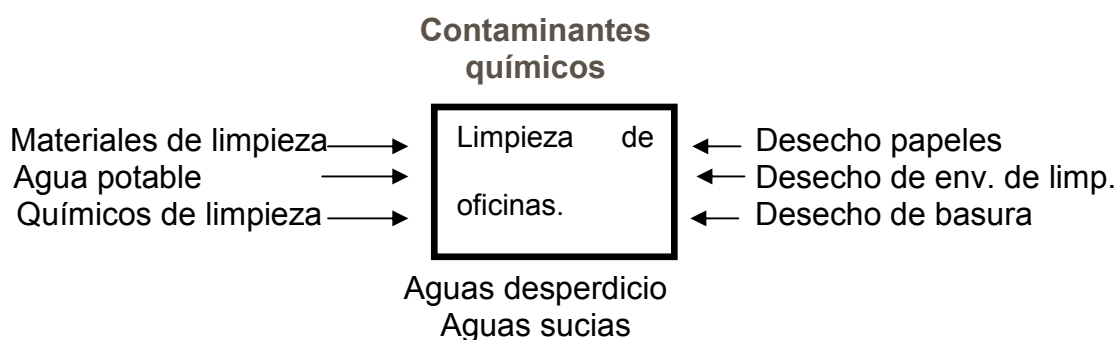 Contaminantes
químicos
Materiales de limpieza
Agua potable
Químicos de limpieza
Limpieza de
oficinas.
Desecho papeles
Desecho de env. de limp.
Desecho de basura
Aguas desperdicio
Aguas sucias